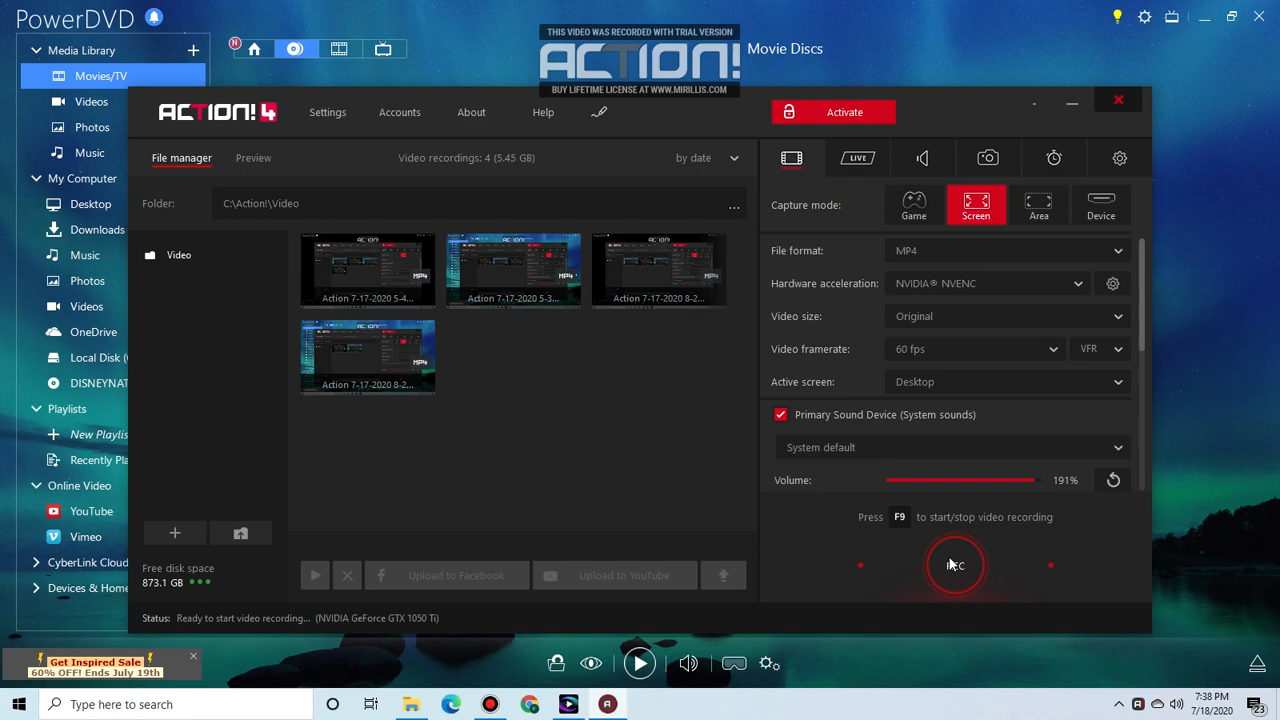 PowerDVD
THIS VIDEO WAS RECORDED WITH TRIAL VERSION
ACTION!
BUY LIFETIME LICENSE AT WWW.MIRILLIS.COM
Media Library
N
Movie Discs
Movies/TV
Videos
Photos
Music
My Computer
Desktop
Downloads
Music
Photos
Videos
OneDrive
Local Disk (
DISNEYNAT
Playlists
New Playlis
Recently Pla
Online Video
YouTube
Vimeo
CyberLink Cloud
Devices & Home
ACTION! 4
Settings
Accounts
About
Help
Activate
File manager
Preview
Video recordings: 4 (5.45 GB)
by date
LIVE
Folder:
C:\Action!\Video
...
Capture mode:
Game
Screen
Area
Device
Video
MP4
Action 7-17-2020 5-4...
MP4
Action 7-17-2020 5-3...
MP4
Action 7-17-2020 8-2...
MP4
Action 7-17-2020 8-2...
File format:
MP4
Hardware acceleration:
NVIDIA® NVENC
Video size:
Original
Video framerate:
60 fps
VFR
Active screen:
Desktop
Primary Sound Device (System sounds)
System default
Volume:
191%
Press F9 to start/stop video recording
Free disk space
873.1 GB
Upload to Facebook
Upload to YouTube
Status: Ready to start video recording... (NVIDIA GeForce GTX 1050 Ti)
Get Inspired Sale
60% OFF! Ends July 19th
Type here to search
7:38 PM
7/18/2020
23